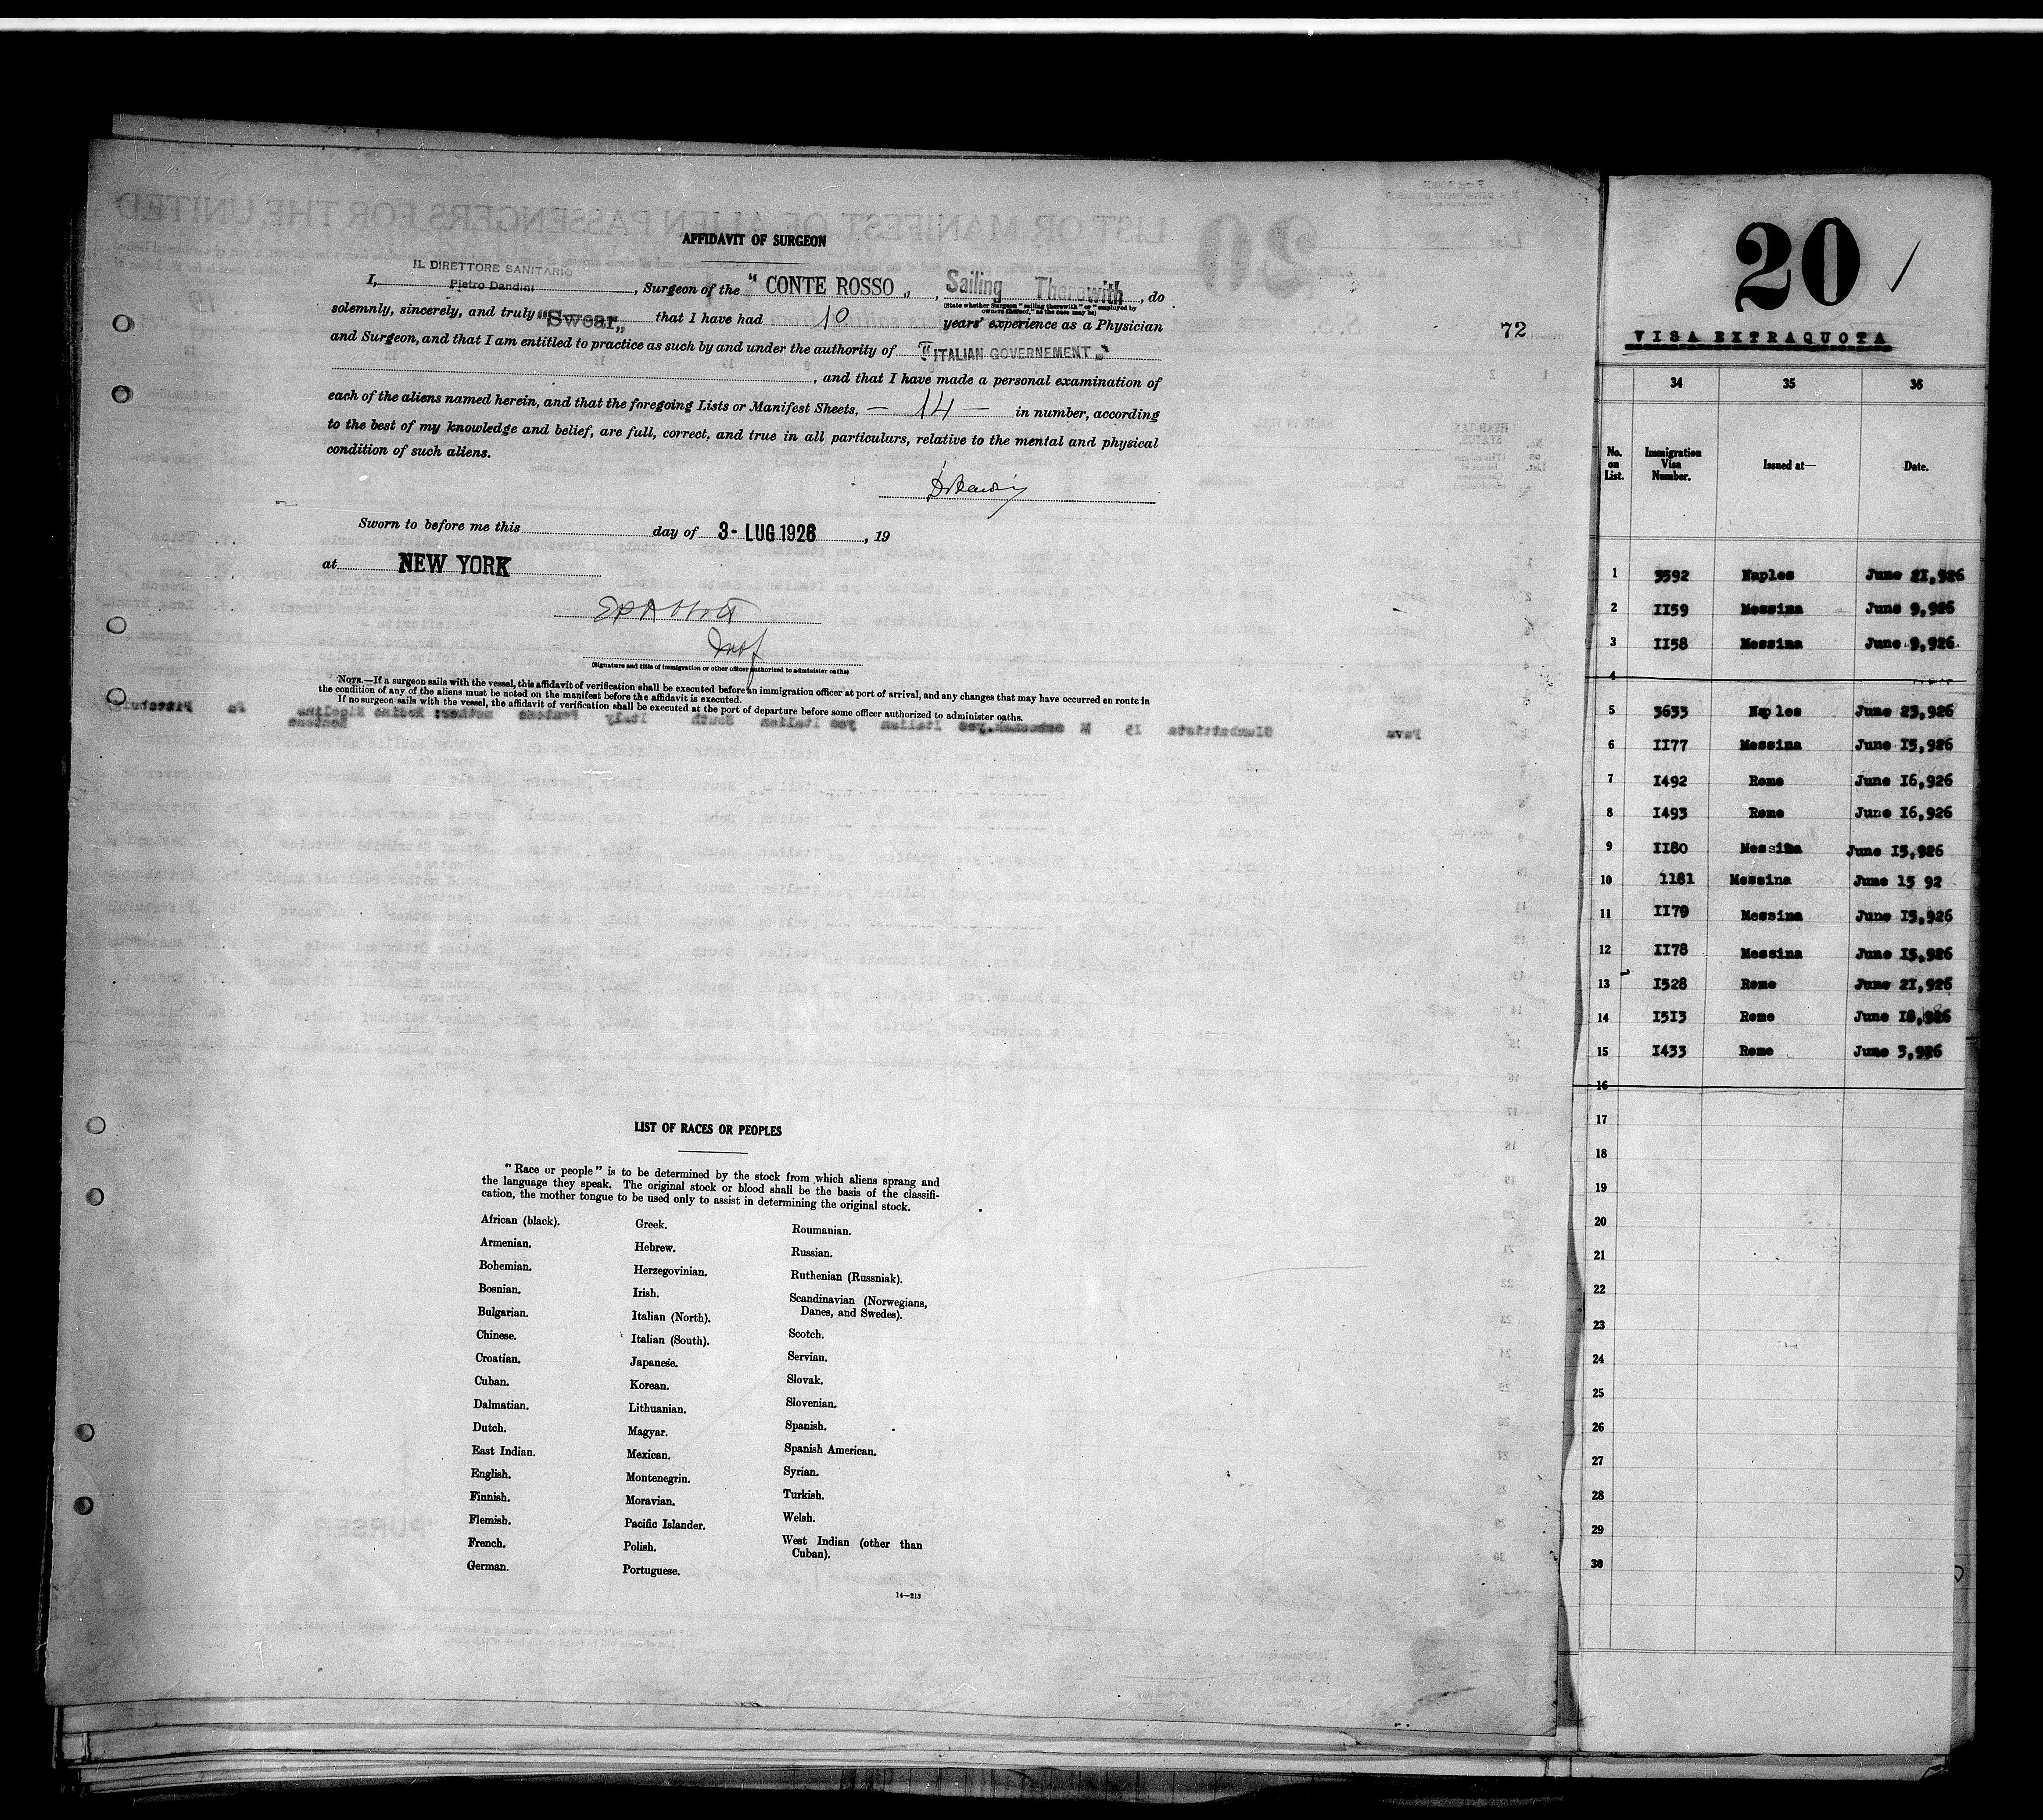 AFFIDAVIT OF SURGEON
IL DIRETTORE SANITARIO
I, Pietro Dandini, Surgeon of the "CONTE ROSSO„, Sailing Therewith, do
(State whether Surgeon "sailing therewith" or "employed by
owners thereof," as the case may be)
solemnly, sincerely, and truly "Swear„ that I have had 10 years' experience as a Physician
and Surgeon, and that I am entitled to practice as such by and under the authority of "ITALIAN GOVERNEMENT„
, and that I have made a personal examination of
each of the aliens named herein, and that the foregoing Lists or Manifest Sheets, — 14 — in number, according
to the best of my knowledge and belief, are full, correct, and true in all particulars, relative to the mental and physical
condition of such aliens.
Sworn to before me this day of 3- LUG 1926, 19
at NEW YORK
(Signature and title of immigration or other officer authorized to administer oaths)
NOTE.—If a surgeon sails with the vessel, this affidavit of verification shall be executed before an immigration officer at port of arrival, and any changes that may have occurred en route in
the condition of any of the aliens must be noted on the manifest before the affidavit is executed.
If no surgeon sails with the vessel, the affidavit of verification shall be executed at the port of departure before some officer authorized to administer oaths.
72
LIST OF RACES OR PEOPLES
"Race or people" is to be determined by the stock from which aliens sprang and
the language they speak. The original stock or blood shall be the basis of the classifi-
cation, the mother tongue to be used only to assist in determining the original stock.
African (black).
Armenian.
Bohemian.
Bosnian.
Bulgarian.
Chinese.
Croatian.
Cuban.
Dalmatian.
Dutch.
East Indian.
English.
Finnish.
Flemish.
French.
German.
Greek.
Hebrew.
Herzegovinian.
Irish.
Italian (North).
Italian (South).
Japanese.
Korean.
Lithuanian.
Magyar.
Mexican.
Montenegrin.
Moravian.
Pacific Islander.
Polish.
Portuguese.
Roumanian.
Russian.
Ruthenian (Russniak).
Scandinavian (Norwegians,
Danes, and Swedes).
Scotch.
Servian.
Slovak.
Slovenian.
Spanish.
Spanish American.
Syrian.
Turkish.
Welsh.
West Indian (other than
Cuban).
14—213
20
VISA EXTRAQUOTA
34 35 36
No. on List. Immigration Visa Number. Issued at— Date.
1 3592 Naples June 21,926
2 1159 Messina June 9,926
3 1158 Messina June 9,926.
4
5 3633 Naples June 23,926
6 1177 Messina June 15,926
7 1492 Rome June 16,926
8 1493 Rome June 16,926
9 1180 Messina June 15,926
10 1181 Messina June 15 92
11 1179 Messina June 15,926
12 1178 Messina June 15,926
13 1528 Rome June 21,926
14 1513 Rome June 18,926
15 1433 Rome June 3,926
16
17
18
19
20
21
22
23
24
25
26
27
28
29
30